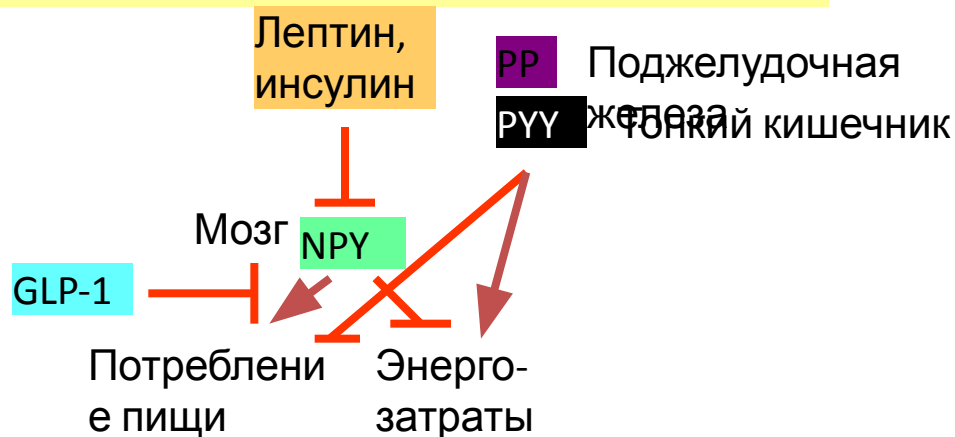 Лептин,
инсулин
PP Поджелудочная
железа
PYY тонкий кишечник
Мозг NPY
GLP-1
Потреблени
е пищи
Энерго-
затраты